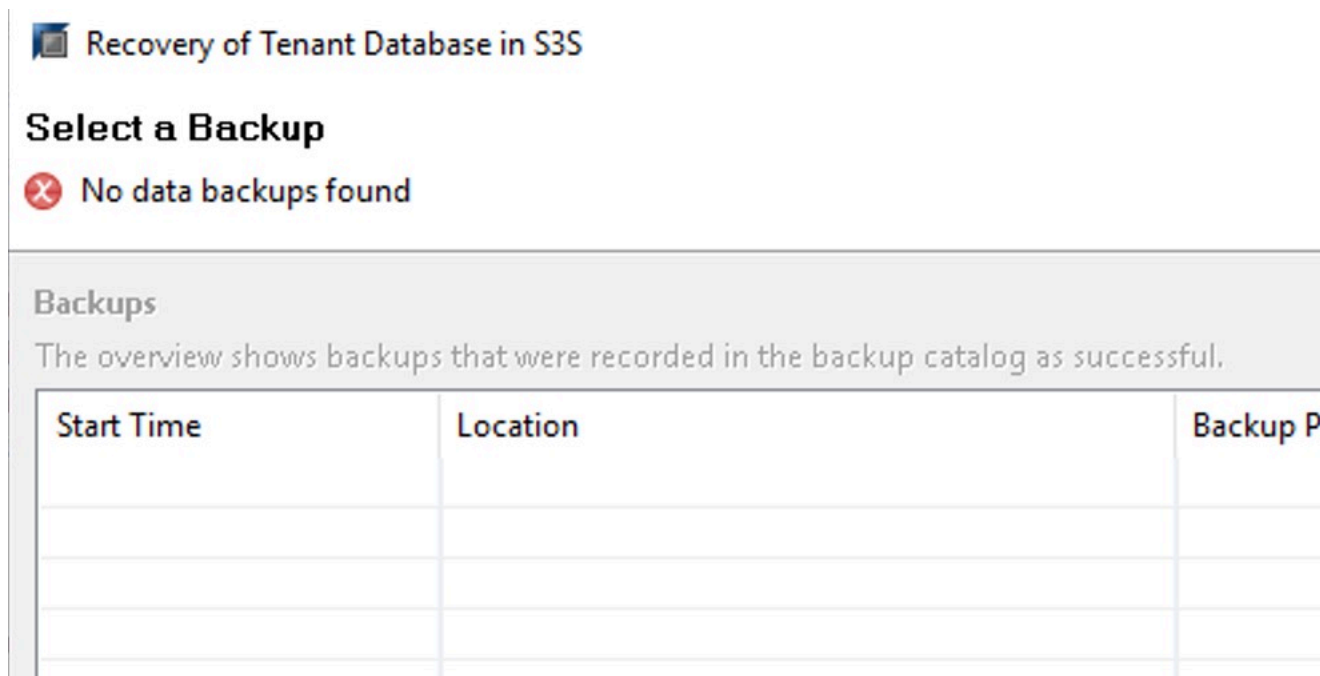 Recovery of Tenant Database in S3S
Select a Backup
No data backups found
Backups
The overview shows backups that were recorded in the backup catalog as successful.
Start Time Location Backup P